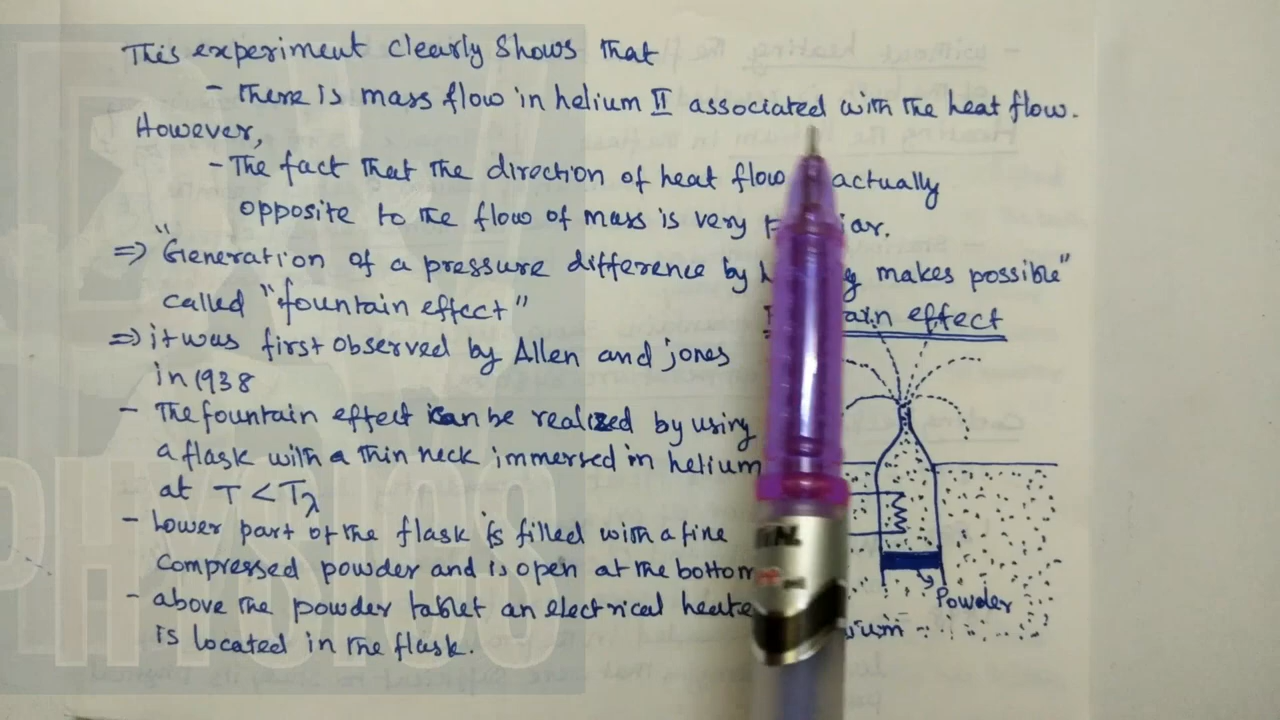 This experiment clearly shows that
- There is mass flow in helium II associated with the heat flow.
However,
- The fact that the direction of heat flow actually
opposite to the flow of mass is very
⇒ "Generation of a pressure difference by makes possible"
called "fountain effect"
effect
⇒ it was first observed by Allen and jones
in 1938
- The fountain effect can be realized by using
a flask with a thin neck immersed in helium
at T < Tλ
- Lower part of the flask is filled with a fine
compressed powder and is open at the bottom
- above the powder tablet an electrical
is located in the flask.
Powder
PHYSICS